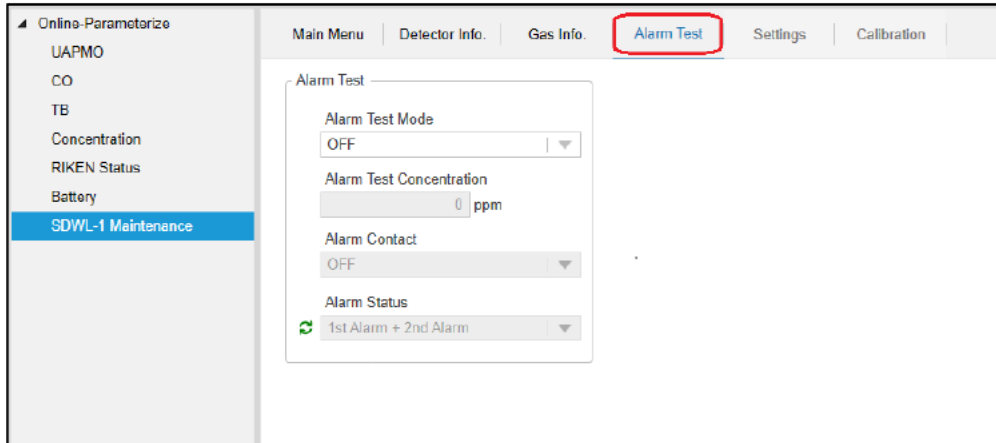 Online-Parameterize
UAPMO
CO
TB
Concentration
RIKEN Status
Battery
SDWL-1 Maintenance
Main Menu
Detector Info.
Gas Info.
Alarm Test
Settings
Calibration
Alarm Test
Alarm Test Mode
OFF
Alarm Test Concentration
0 ppm
Alarm Contact
OFF
Alarm Status
1st Alarm + 2nd Alarm